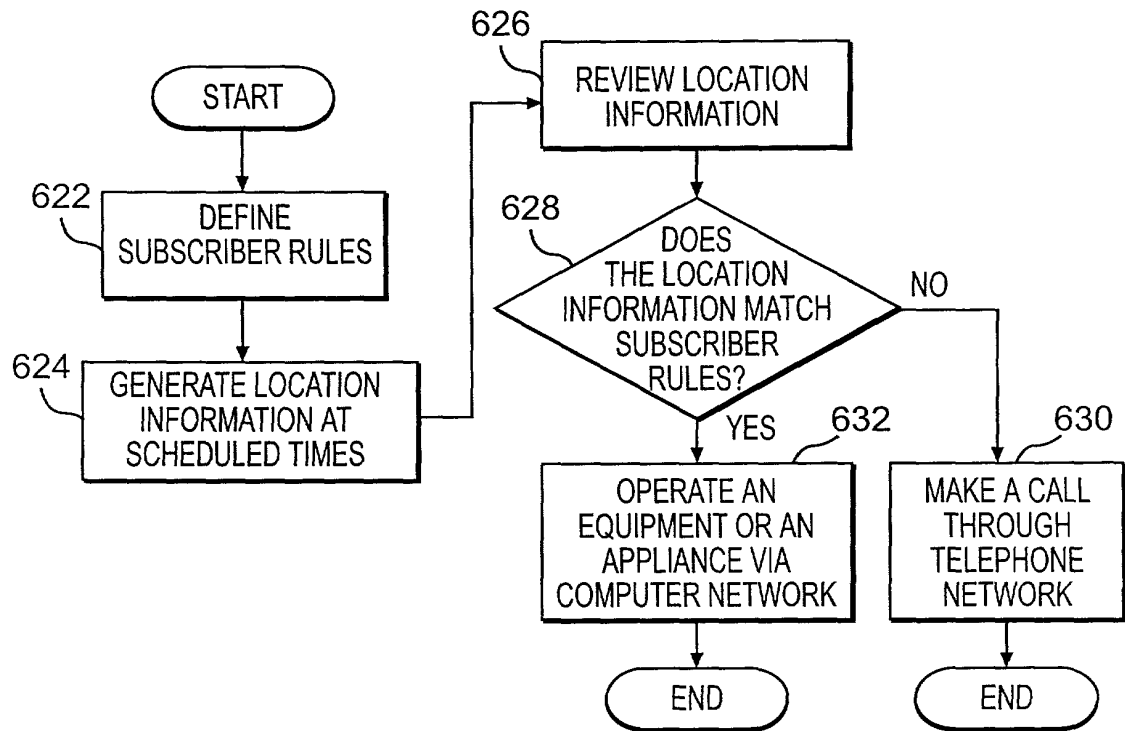 START
622
DEFINE
SUBSCRIBER RULES
624
GENERATE LOCATION
INFORMATION AT
SCHEDULED TIMES
626
REVIEW LOCATION
INFORMATION
628
DOES
THE LOCATION
INFORMATION MATCH
SUBSCRIBER
RULES?
NO
YES
632
OPERATE AN
EQUIPMENT OR AN
APPLIANCE VIA
COMPUTER NETWORK
END
630
MAKE A CALL
THROUGH
TELEPHONE
NETWORK
END